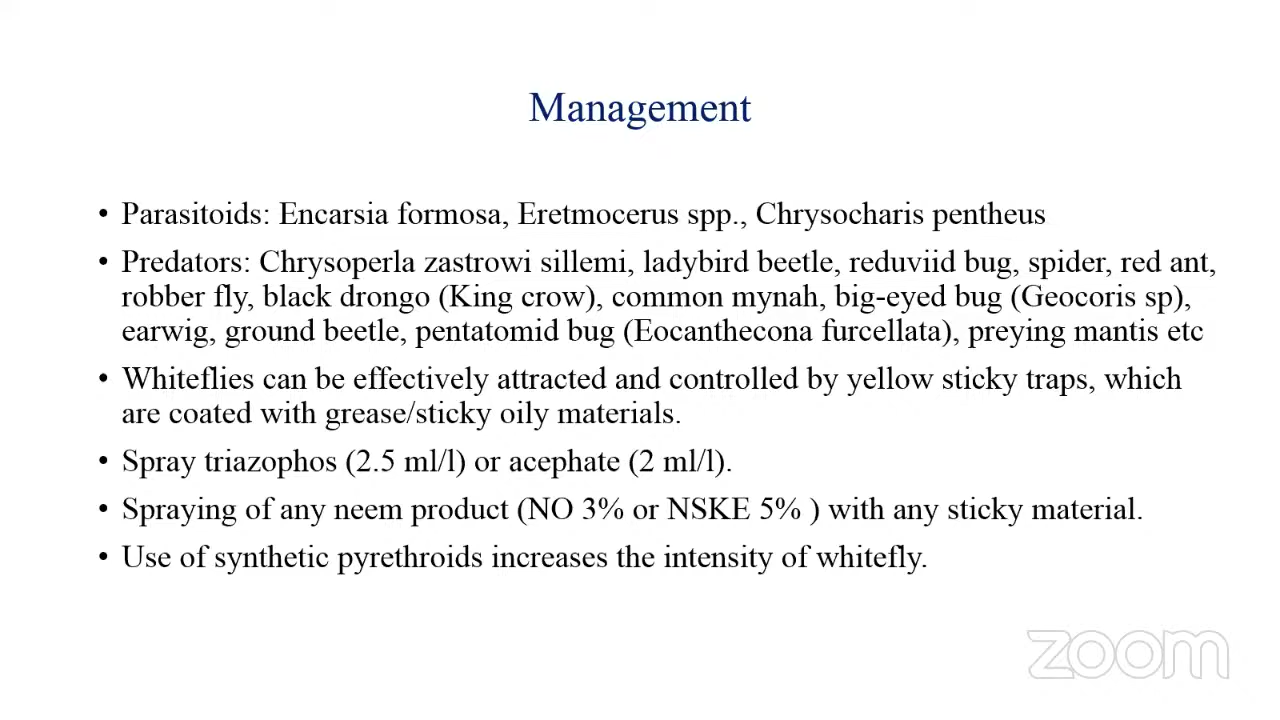 Management
• Parasitoids: Encarsia formosa, Eretmocerus spp., Chrysocharis pentheus
• Predators: Chrysoperla zastrowi sillemi, ladybird beetle, reduviid bug, spider, red ant,
robber fly, black drongo (King crow), common mynah, big-eyed bug (Geocoris sp),
earwig, ground beetle, pentatomid bug (Eocanthecona furcellata), preying mantis etc
• Whiteflies can be effectively attracted and controlled by yellow sticky traps, which
are coated with grease/sticky oily materials.
• Spray triazophos (2.5 ml/l) or acephate (2 ml/l).
• Spraying of any neem product (NO 3% or NSKE 5% ) with any sticky material.
• Use of synthetic pyrethroids increases the intensity of whitefly.
zoom